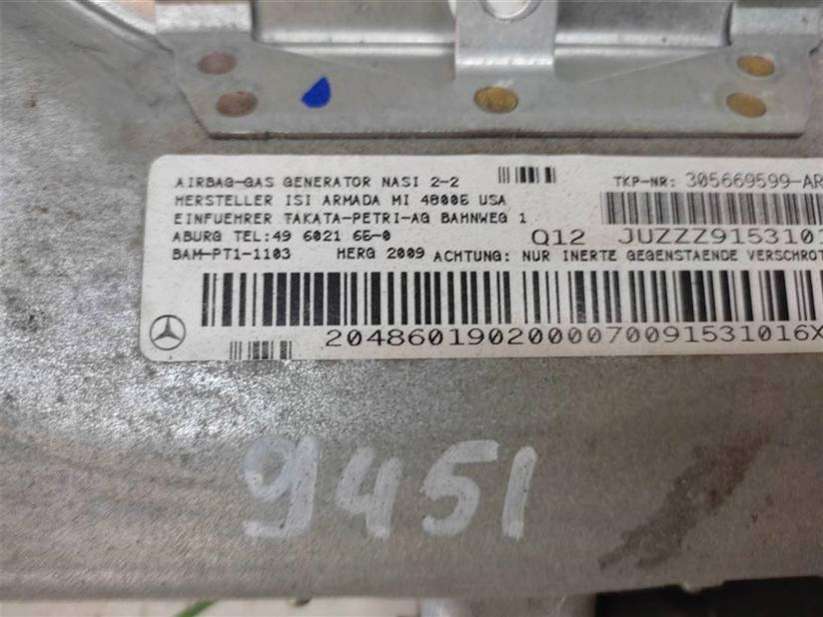 AIRBAG-GAS GENERATOR NASI 2-2
TKP-NR: 305669599-AR
HERSTELLER ISI ARMADA MI 48005 USA
EINFUEHRER TAKATA-PETRI-AG BAHNWEG 1
ABURG TEL:49 6021 65-0
Q12 JUZZZ9153101
BAM-PT1-1103 HERG 2009 ACHTUNG: NUR INERTE GEGENSTAENDE VERSCHROT
2048601902000070091531016X
9451